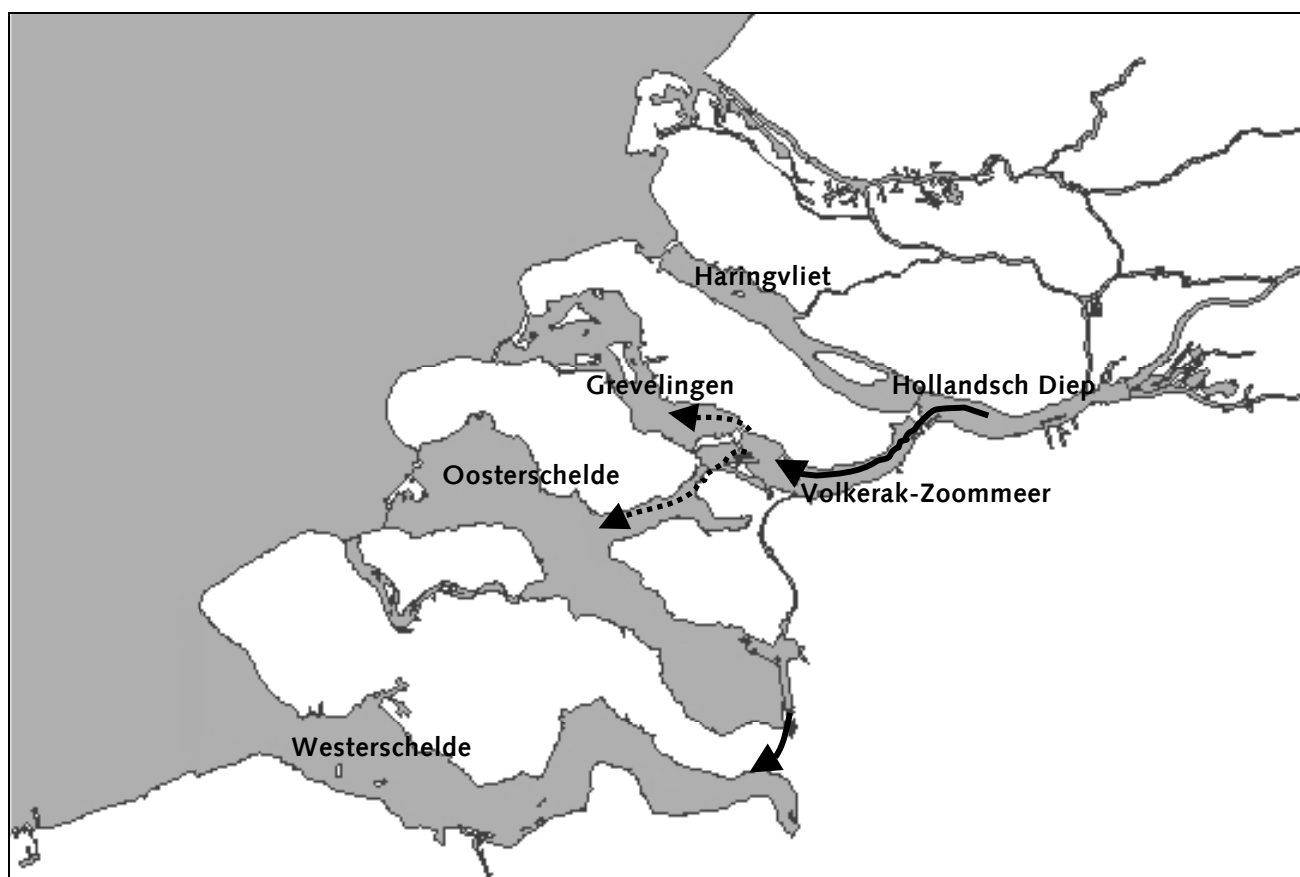 Haringvliet
Grevelingen
Hollandsch Diep
Oosterschelde
Volkerak-Zoommeer
Westerschelde